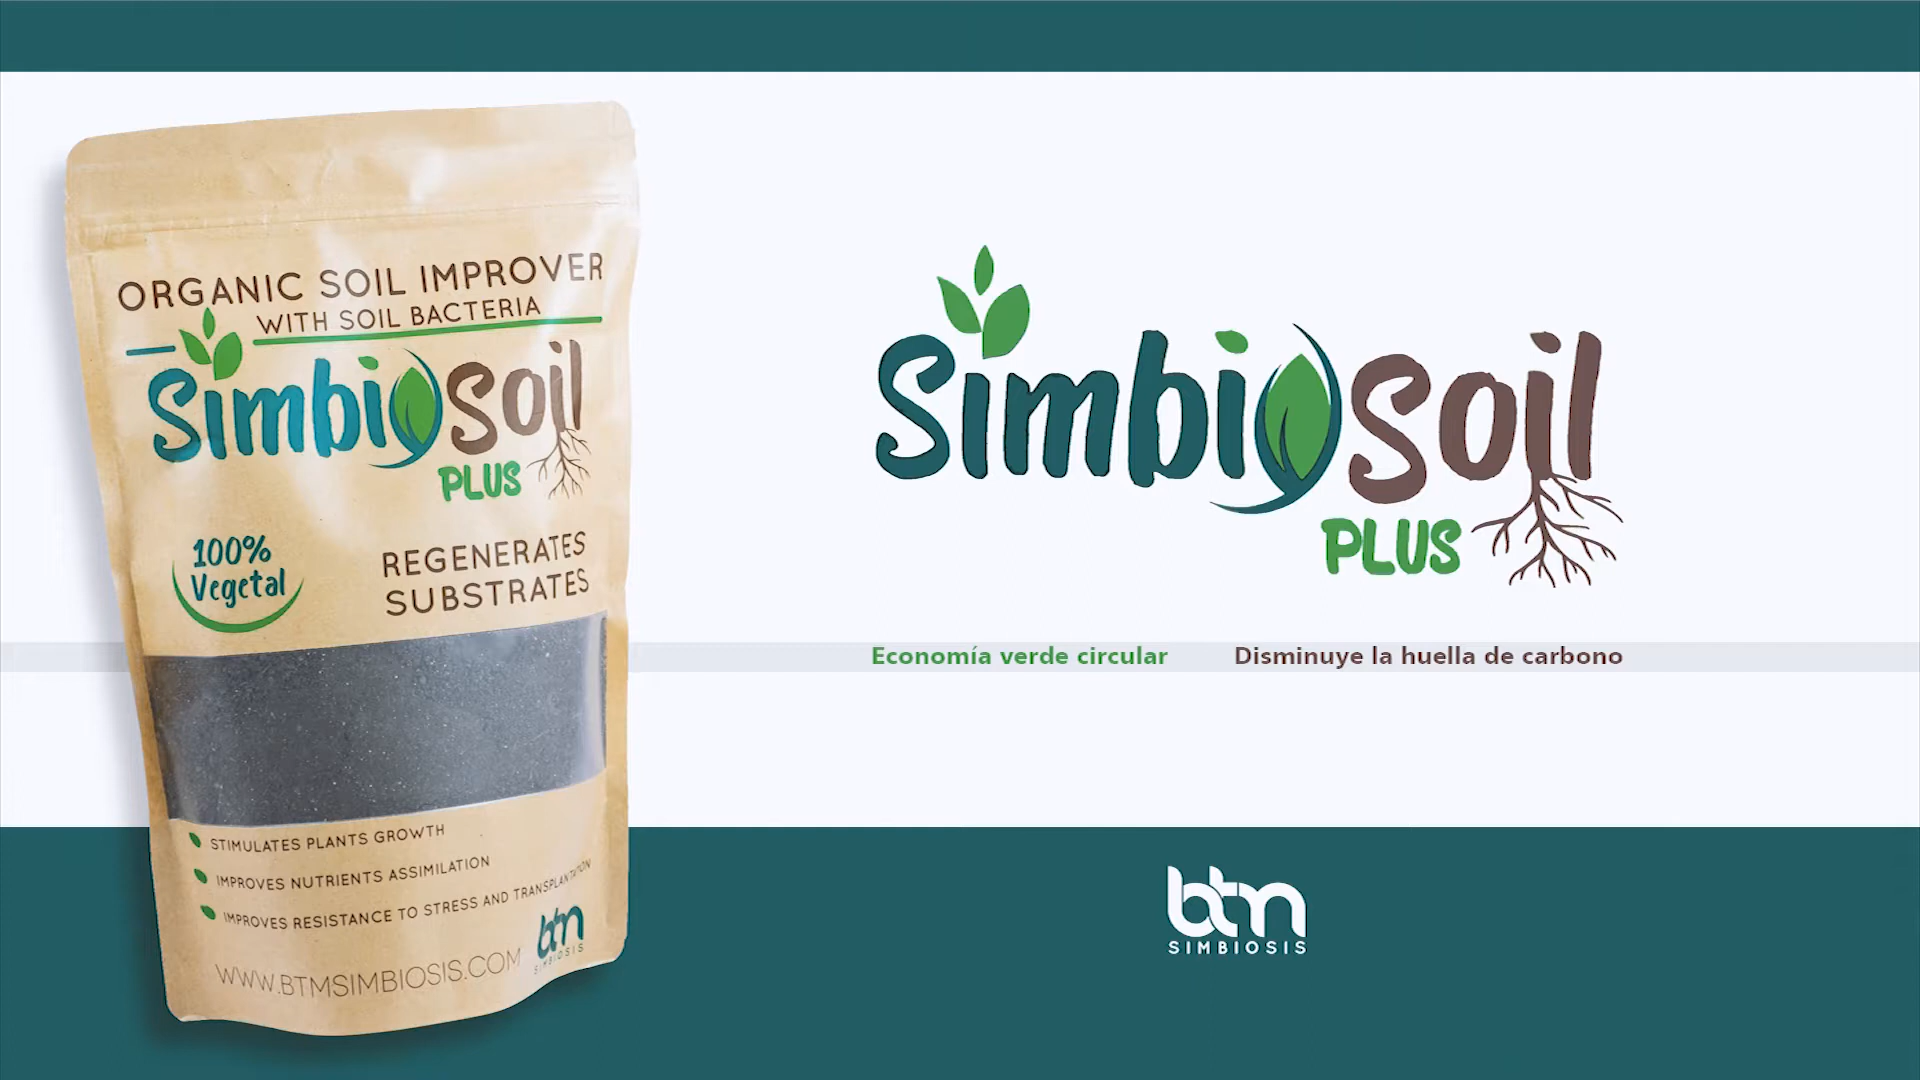 ORGANIC SOIL IMPROVER
WITH SOIL BACTERIA
SimbioSoil
PLUS
100%
Vegetal
REGENERATES
SUBSTRATES
STIMULATES PLANTS GROWTH
IMPROVES NUTRIENTS ASSIMILATION
IMPROVES RESISTANCE TO STRESS AND TRANSPLANTATION
btm
SIMBIOSIS
WWW.BTMSIMBIOSIS.COM
SimbioSoil
PLUS
Economía verde circular Disminuye la huella de carbono
btm
SIMBIOSIS